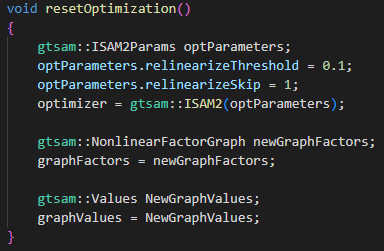 void resetOptimization()
{
    gtsam::ISAM2Params optParameters;
    optParameters.relinearizeThreshold = 0.1;
    optParameters.relinearizeSkip = 1;
    optimizer = gtsam::ISAM2(optParameters);

    gtsam::NonlinearFactorGraph newGraphFactors;
    graphFactors = newGraphFactors;

    gtsam::Values NewGraphValues;
    graphValues = NewGraphValues;
}